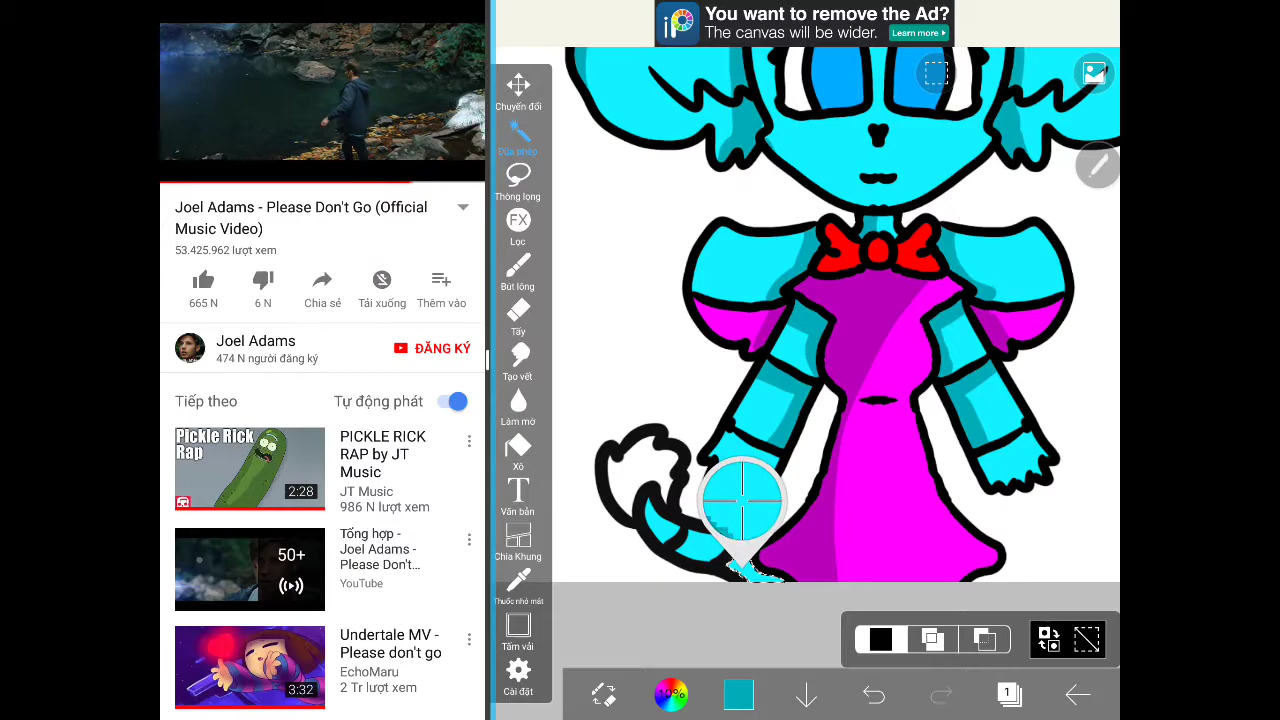 Joel Adams - Please Don't Go (Official
Music Video)
53.425.962 lượt xem
665 N
6 N
Chia sẻ
Tải xuống
Thêm vào
Joel Adams
474 N người đăng ký
ĐĂNG KÝ
Tiếp theo
Tự động phát
Pickle Rick
Rap
2:28
PICKLE RICK
RAP by JT
Music
JT Music
986 N lượt xem
50+
Tổng hợp -
Joel Adams -
Please Don't...
YouTube
3:32
Undertale MV -
Please don't go
EchoMaru
2 Tr lượt xem
iP
You want to remove the Ad?
The canvas will be wider.
Learn more
Chuyển đổi
Đũa phép
Thòng lọng
FX
Lọc
Bút lông
Tẩy
Tạo vết
Làm mờ
Xô
T
Văn bản
Chia Khung
Thuốc nhỏ mắt
Tấm vải
Cài đặt
10%
1